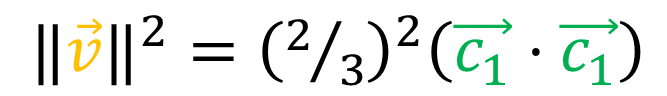 ‖v⃗‖² = (²⁄₃)²(c₁⃗ · c₁⃗)